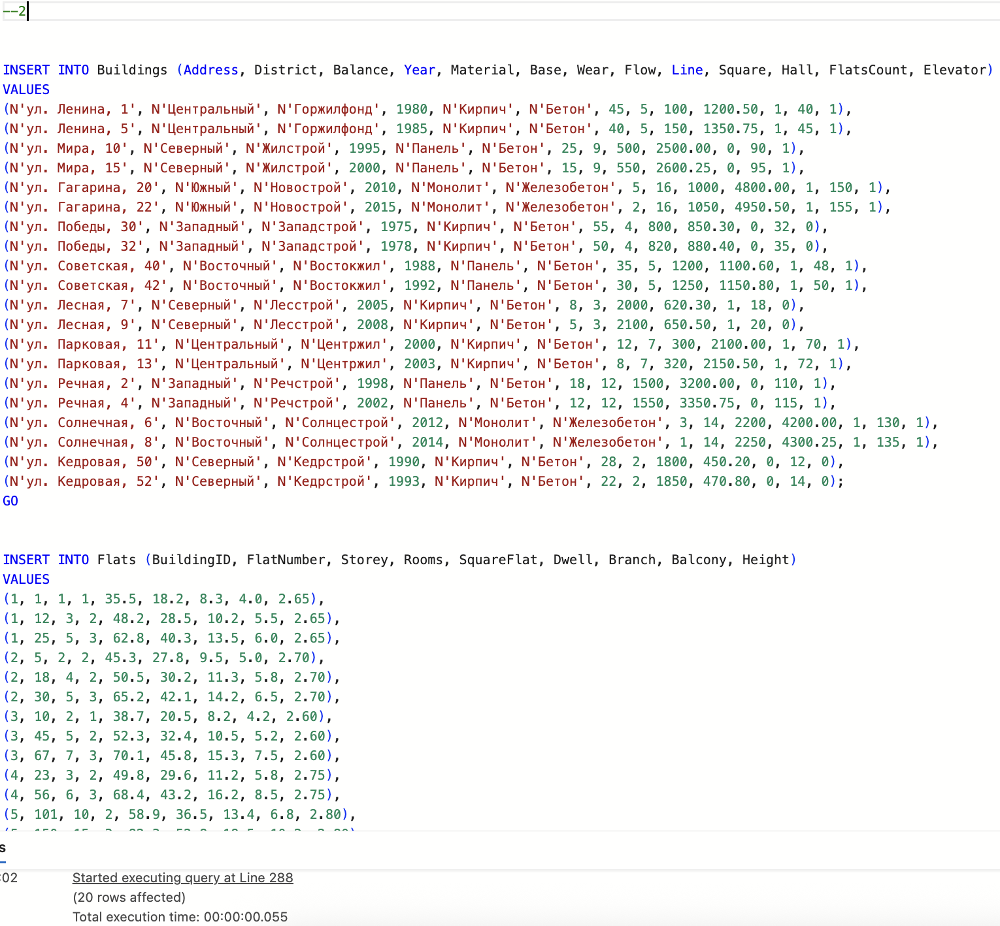 --2
INSERT INTO Buildings (Address, District, Balance, Year, Material, Base, Wear, Flow, Line, Square, Hall, FlatsCount, Elevator)
VALUES
(N'ул. Ленина, 1', N'Центральный', N'Горжилфонд', 1980, N'Кирпич', N'Бетон', 45, 5, 100, 1200.50, 1, 40, 1),
(N'ул. Ленина, 5', N'Центральный', N'Горжилфонд', 1985, N'Кирпич', N'Бетон', 40, 5, 150, 1350.75, 1, 45, 1),
(N'ул. Мира, 10', N'Северный', N'Жилстрой', 1995, N'Панель', N'Бетон', 25, 9, 500, 2500.00, 0, 90, 1),
(N'ул. Мира, 15', N'Северный', N'Жилстрой', 2000, N'Панель', N'Бетон', 15, 9, 550, 2600.25, 0, 95, 1),
(N'ул. Гагарина, 20', N'Южный', N'Новострой', 2010, N'Монолит', N'Железобетон', 5, 16, 1000, 4800.00, 1, 150, 1),
(N'ул. Гагарина, 22', N'Южный', N'Новострой', 2015, N'Монолит', N'Железобетон', 2, 16, 1050, 4950.50, 1, 155, 1),
(N'ул. Победы, 30', N'Западный', N'Западстрой', 1975, N'Кирпич', N'Бетон', 55, 4, 800, 850.30, 0, 32, 0),
(N'ул. Победы, 32', N'Западный', N'Западстрой', 1978, N'Кирпич', N'Бетон', 50, 4, 820, 880.40, 0, 35, 0),
(N'ул. Советская, 40', N'Восточный', N'Востокжил', 1988, N'Панель', N'Бетон', 35, 5, 1200, 1100.60, 1, 48, 1),
(N'ул. Советская, 42', N'Восточный', N'Востокжил', 1992, N'Панель', N'Бетон', 30, 5, 1250, 1150.80, 1, 50, 1),
(N'ул. Лесная, 7', N'Северный', N'Лесстрой', 2005, N'Кирпич', N'Бетон', 8, 3, 2000, 620.30, 1, 18, 0),
(N'ул. Лесная, 9', N'Северный', N'Лесстрой', 2008, N'Кирпич', N'Бетон', 5, 3, 2100, 650.50, 1, 20, 0),
(N'ул. Парковая, 11', N'Центральный', N'Центржил', 2000, N'Кирпич', N'Бетон', 12, 7, 300, 2100.00, 1, 70, 1),
(N'ул. Парковая, 13', N'Центральный', N'Центржил', 2003, N'Кирпич', N'Бетон', 8, 7, 320, 2150.50, 1, 72, 1),
(N'ул. Речная, 2', N'Западный', N'Речстрой', 1998, N'Панель', N'Бетон', 18, 12, 1500, 3200.00, 0, 110, 1),
(N'ул. Речная, 4', N'Западный', N'Речстрой', 2002, N'Панель', N'Бетон', 12, 12, 1550, 3350.75, 0, 115, 1),
(N'ул. Солнечная, 6', N'Восточный', N'Солнцестрой', 2012, N'Монолит', N'Железобетон', 3, 14, 2200, 4200.00, 1, 130, 1),
(N'ул. Солнечная, 8', N'Восточный', N'Солнцестрой', 2014, N'Монолит', N'Железобетон', 1, 14, 2250, 4300.25, 1, 135, 1),
(N'ул. Кедровая, 50', N'Северный', N'Кедрстрой', 1990, N'Кирпич', N'Бетон', 28, 2, 1800, 450.20, 0, 12, 0),
(N'ул. Кедровая, 52', N'Северный', N'Кедрстрой', 1993, N'Кирпич', N'Бетон', 22, 2, 1850, 470.80, 0, 14, 0);
GO
INSERT INTO Flats (BuildingID, FlatNumber, Storey, Rooms, SquareFlat, Dwell, Branch, Balcony, Height)
VALUES
(1, 1, 1, 1, 35.5, 18.2, 8.3, 4.0, 2.65),
(1, 12, 3, 2, 48.2, 28.5, 10.2, 5.5, 2.65),
(1, 25, 5, 3, 62.8, 40.3, 13.5, 6.0, 2.65),
(2, 5, 2, 2, 45.3, 27.8, 9.5, 5.0, 2.70),
(2, 18, 4, 2, 50.5, 30.2, 11.3, 5.8, 2.70),
(2, 30, 5, 3, 65.2, 42.1, 14.2, 6.5, 2.70),
(3, 10, 2, 1, 38.7, 20.5, 8.2, 4.2, 2.60),
(3, 45, 5, 2, 52.3, 32.4, 10.5, 5.2, 2.60),
(3, 67, 7, 3, 70.1, 45.8, 15.3, 7.5, 2.60),
(4, 23, 3, 2, 49.8, 29.6, 11.2, 5.8, 2.75),
(4, 56, 6, 3, 68.4, 43.2, 16.2, 8.5, 2.75),
(5, 101, 10, 2, 58.9, 36.5, 13.4, 6.8, 2.80),
s
:02 Started executing query at Line 288
(20 rows affected)
Total execution time: 00:00:00.055